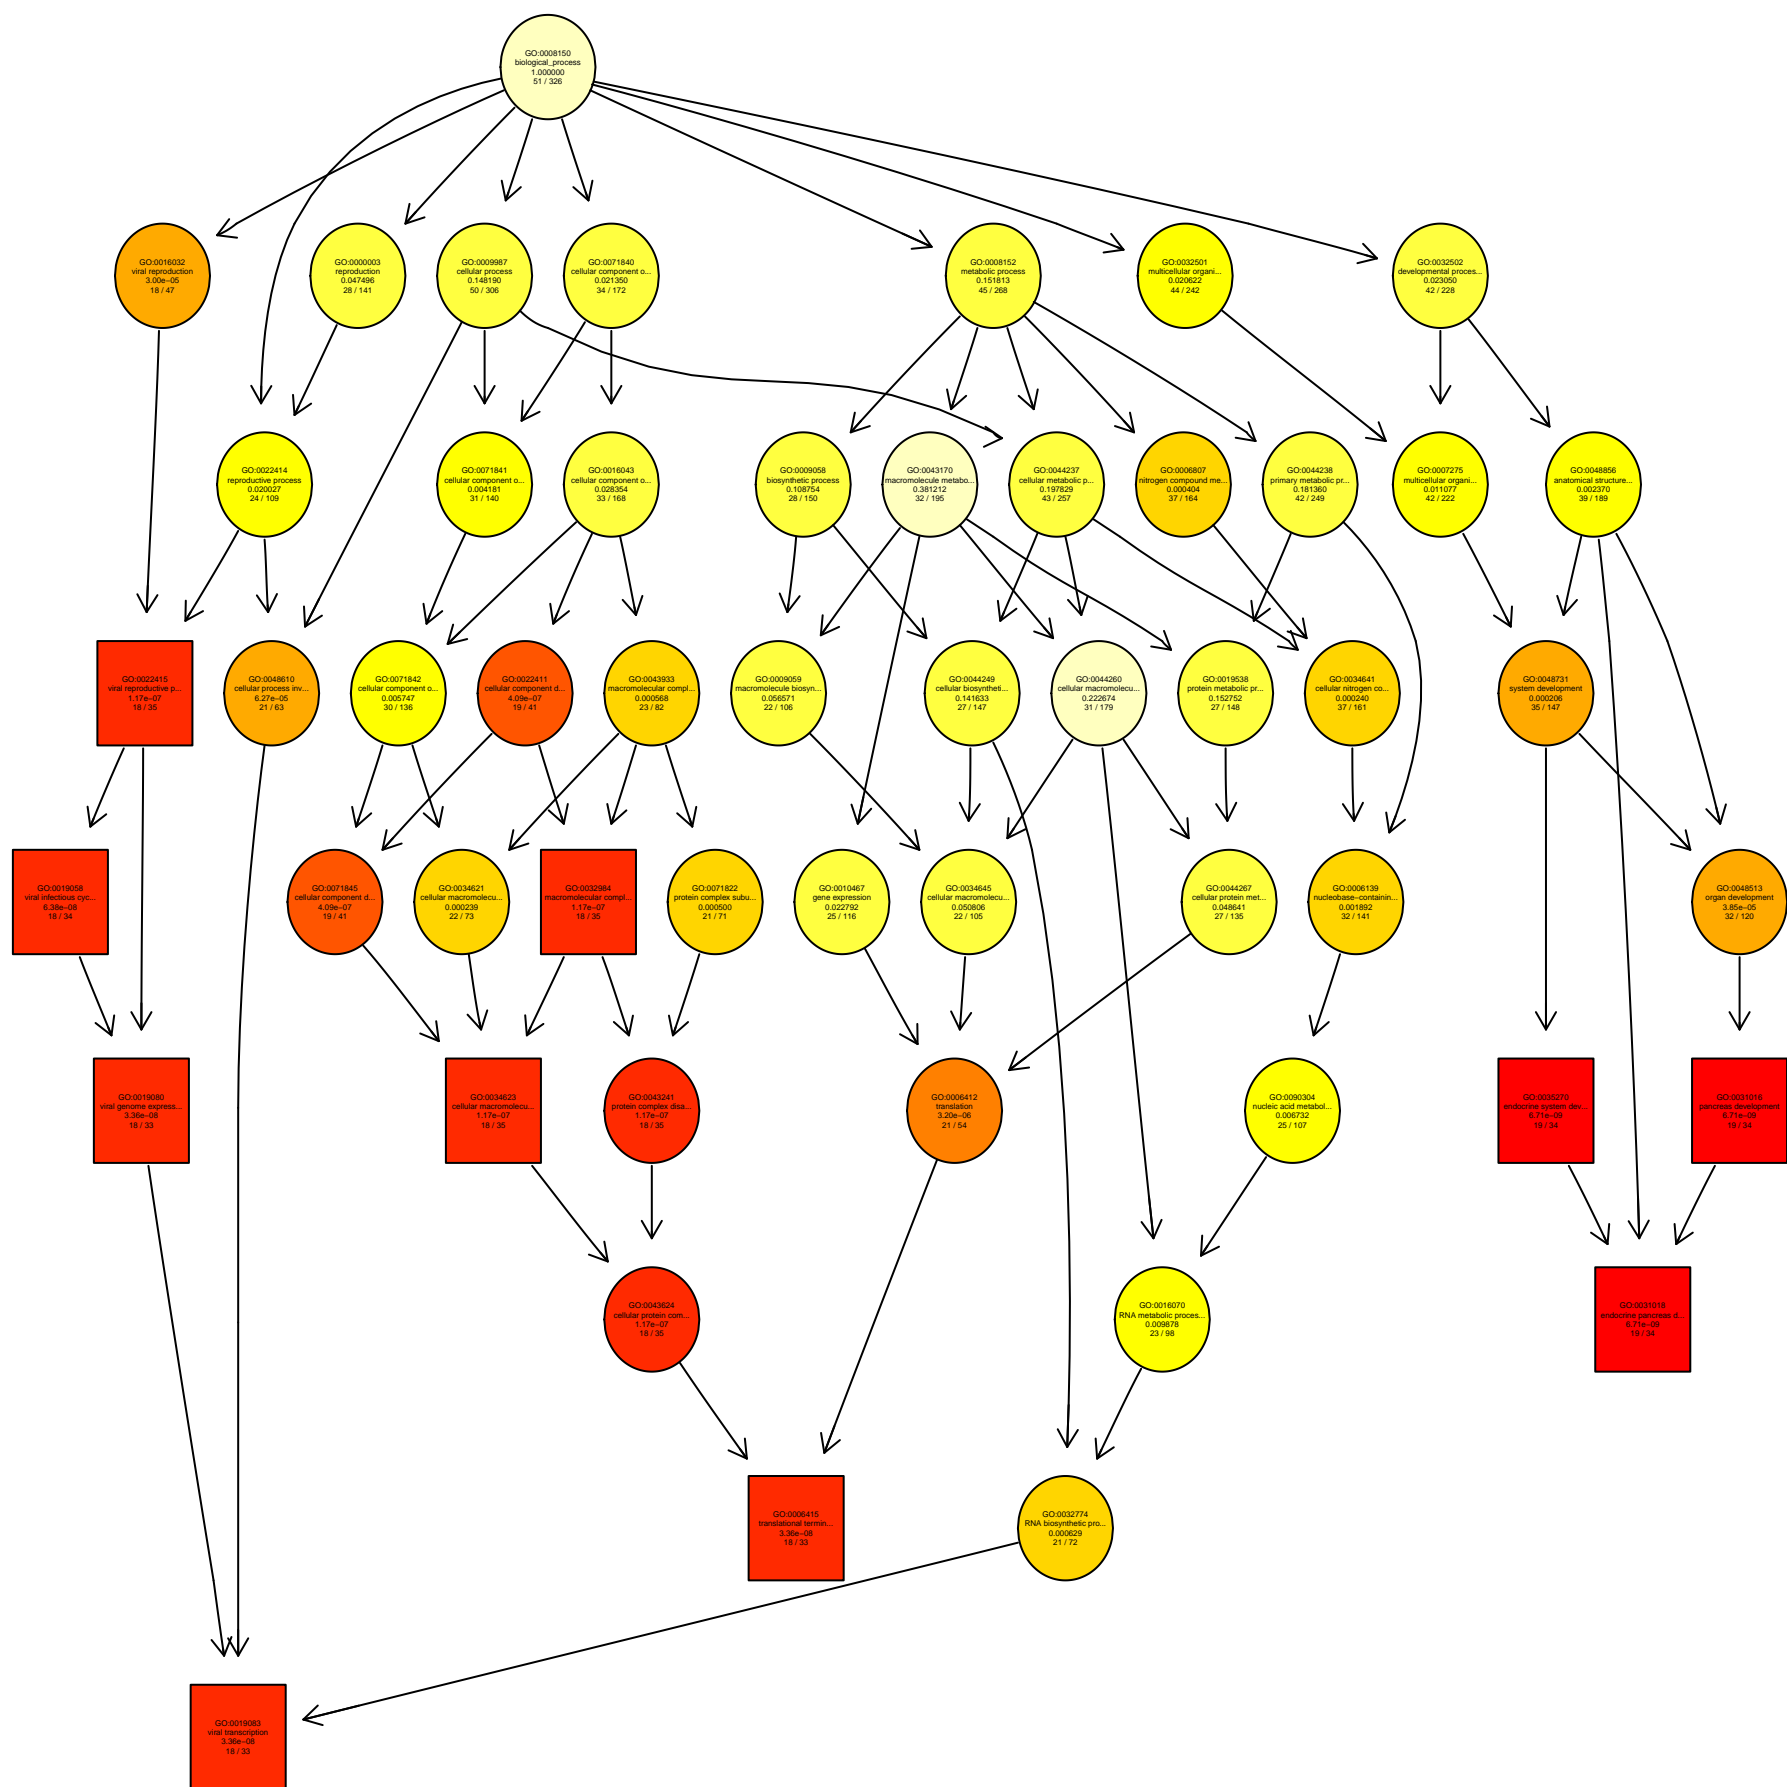 GO:0008150
biological_process
1.000000
51 / 326
GO:0016032
viral reproduction
3.00e−05
18 / 47
GO:0000003
reproduction
0.047496
28 / 141
GO:0009987
cellular process
0.148190
50 / 306
GO:0071840
cellular component o...
0.021350
34 / 172
GO:0008152
metabolic process
0.151813
45 / 268
GO:0032501
multicellular organi...
0.020622
44 / 242
GO:0032502
developmental proces...
0.023050
42 / 228
GO:0022414
reproductive process
0.020027
24 / 109
GO:0071841
cellular component o...
0.004181
31 / 140
GO:0016043
cellular component o...
0.028354
33 / 168
GO:0009058
biosynthetic process
0.108754
28 / 150
GO:0043170
macromolecule metabo...
0.381212
32 / 195
GO:0044237
cellular metabolic p...
0.197829
43 / 257
GO:0006807
nitrogen compound me...
0.000404
37 / 164
GO:0044238
primary metabolic pr...
0.181360
42 / 249
GO:0007275
multicellular organi...
0.011077
42 / 222
GO:0048856
anatomical structure...
0.002370
39 / 189
GO:0022415
viral reproductive p...
1.17e−07
18 / 35
GO:0048610
cellular process inv...
6.27e−05
21 / 63
GO:0071842
cellular component o...
0.005747
30 / 136
GO:0022411
cellular component d...
4.09e−07
19 / 41
GO:0043933
macromolecular compl...
0.000568
23 / 82
GO:0009059
macromolecule biosyn...
0.056571
22 / 106
GO:0044249
cellular biosyntheti...
0.141633
27 / 147
GO:0044260
cellular macromolecu...
0.222674
31 / 179
GO:0019538
protein metabolic pr...
0.152752
27 / 148
GO:0034641
cellular nitrogen co...
0.000240
37 / 161
GO:0048731
system development
0.000206
35 / 147
GO:0019058
viral infectious cyc...
6.38e−08
18 / 34
GO:0071845
cellular component d...
4.09e−07
19 / 41
GO:0034621
cellular macromolecu...
0.000239
22 / 73
GO:0032984
macromolecular compl...
1.17e−07
18 / 35
GO:0071822
protein complex subu...
0.000500
21 / 71
GO:0010467
gene expression
0.022792
25 / 116
GO:0034645
cellular macromolecu...
0.050806
22 / 105
GO:0044267
cellular protein met...
0.048641
27 / 135
GO:0006139
nucleobase−containin...
0.001892
32 / 141
GO:0048513
organ development
3.85e−05
32 / 120
GO:0019080
viral genome express...
3.36e−08
18 / 33
GO:0034623
cellular macromolecu...
1.17e−07
18 / 35
GO:0043241
protein complex disa...
1.17e−07
18 / 35
GO:0006412
translation
3.20e−06
21 / 54
GO:0090304
nucleic acid metabol...
0.006732
25 / 107
GO:0035270
endocrine system dev...
6.71e−09
19 / 34
GO:0031016
pancreas development
6.71e−09
19 / 34
GO:0043624
cellular protein com...
1.17e−07
18 / 35
GO:0016070
RNA metabolic proces...
0.009878
23 / 98
GO:0031018
endocrine pancreas d...
6.71e−09
19 / 34
GO:0006415
translational termin...
3.36e−08
18 / 33
GO:0032774
RNA biosynthetic pro...
0.000629
21 / 72
GO:0019083
viral transcription
3.36e−08
18 / 33